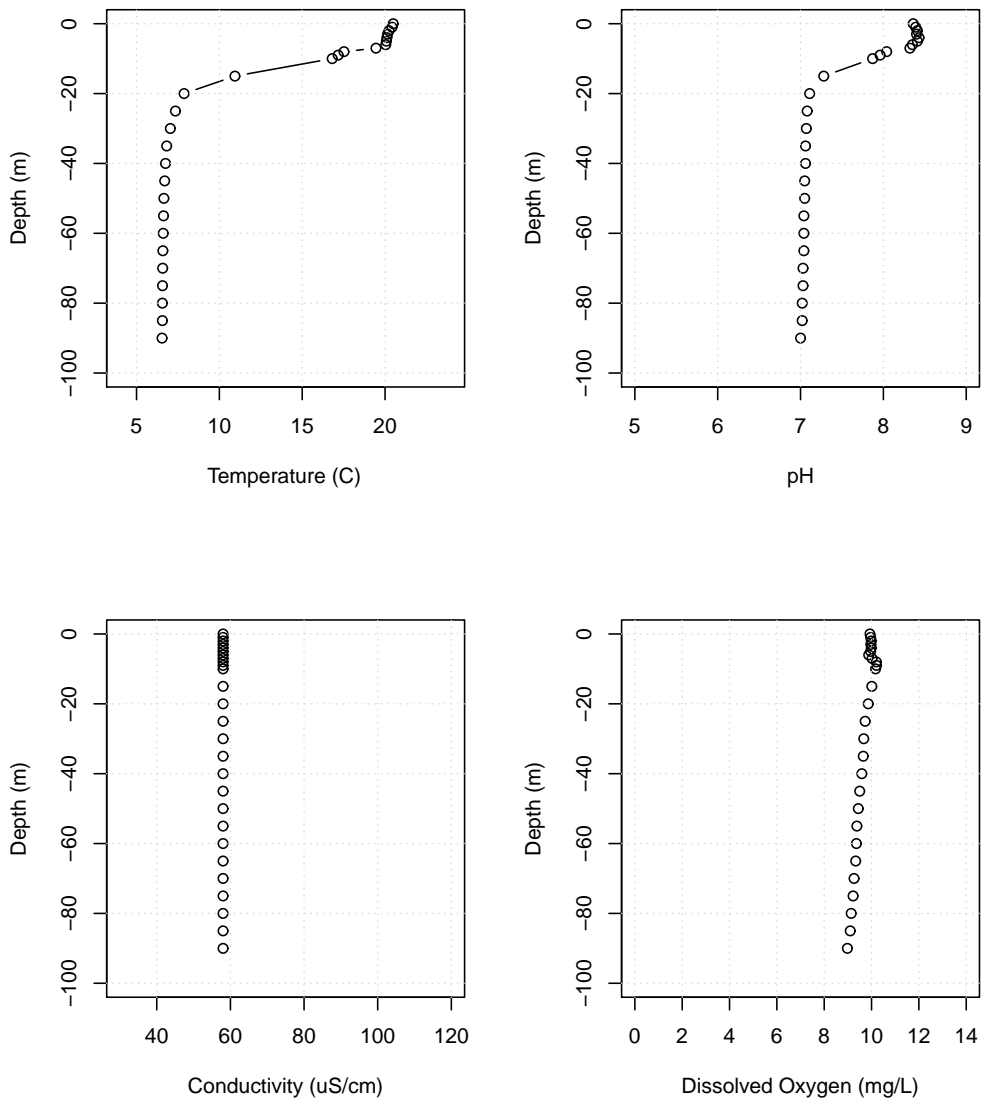 0
−20
−40
−60
−80
−100
Depth (m)
5 10 15 20
Temperature (C)
0
−20
−40
−60
−80
−100
Depth (m)
5 6 7 8 9
pH
0
−20
−40
−60
−80
−100
Depth (m)
40 60 80 100 120
Conductivity (uS/cm)
0
−20
−40
−60
−80
−100
Depth (m)
0 2 4 6 8 10 12 14
Dissolved Oxygen (mg/L)